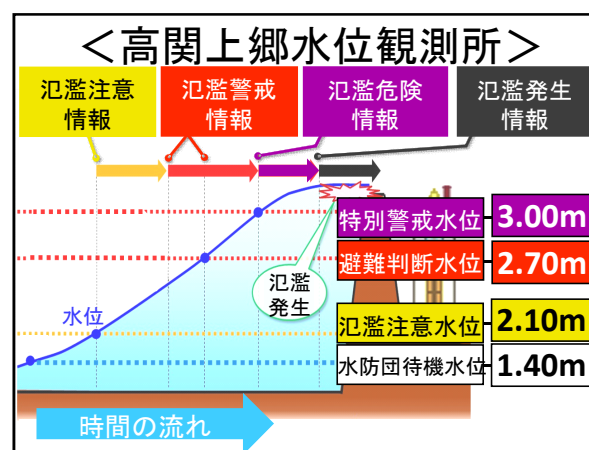 ＜高関上郷水位観測所＞
氾濫注意
情報
氾濫警戒
情報
氾濫危険
情報
氾濫発生
情報
特別警戒水位
3.00m
避難判断水位
2.70m
氾濫
発生
水位
氾濫注意水位
2.10m
水防団待機水位
1.40m
時間の流れ